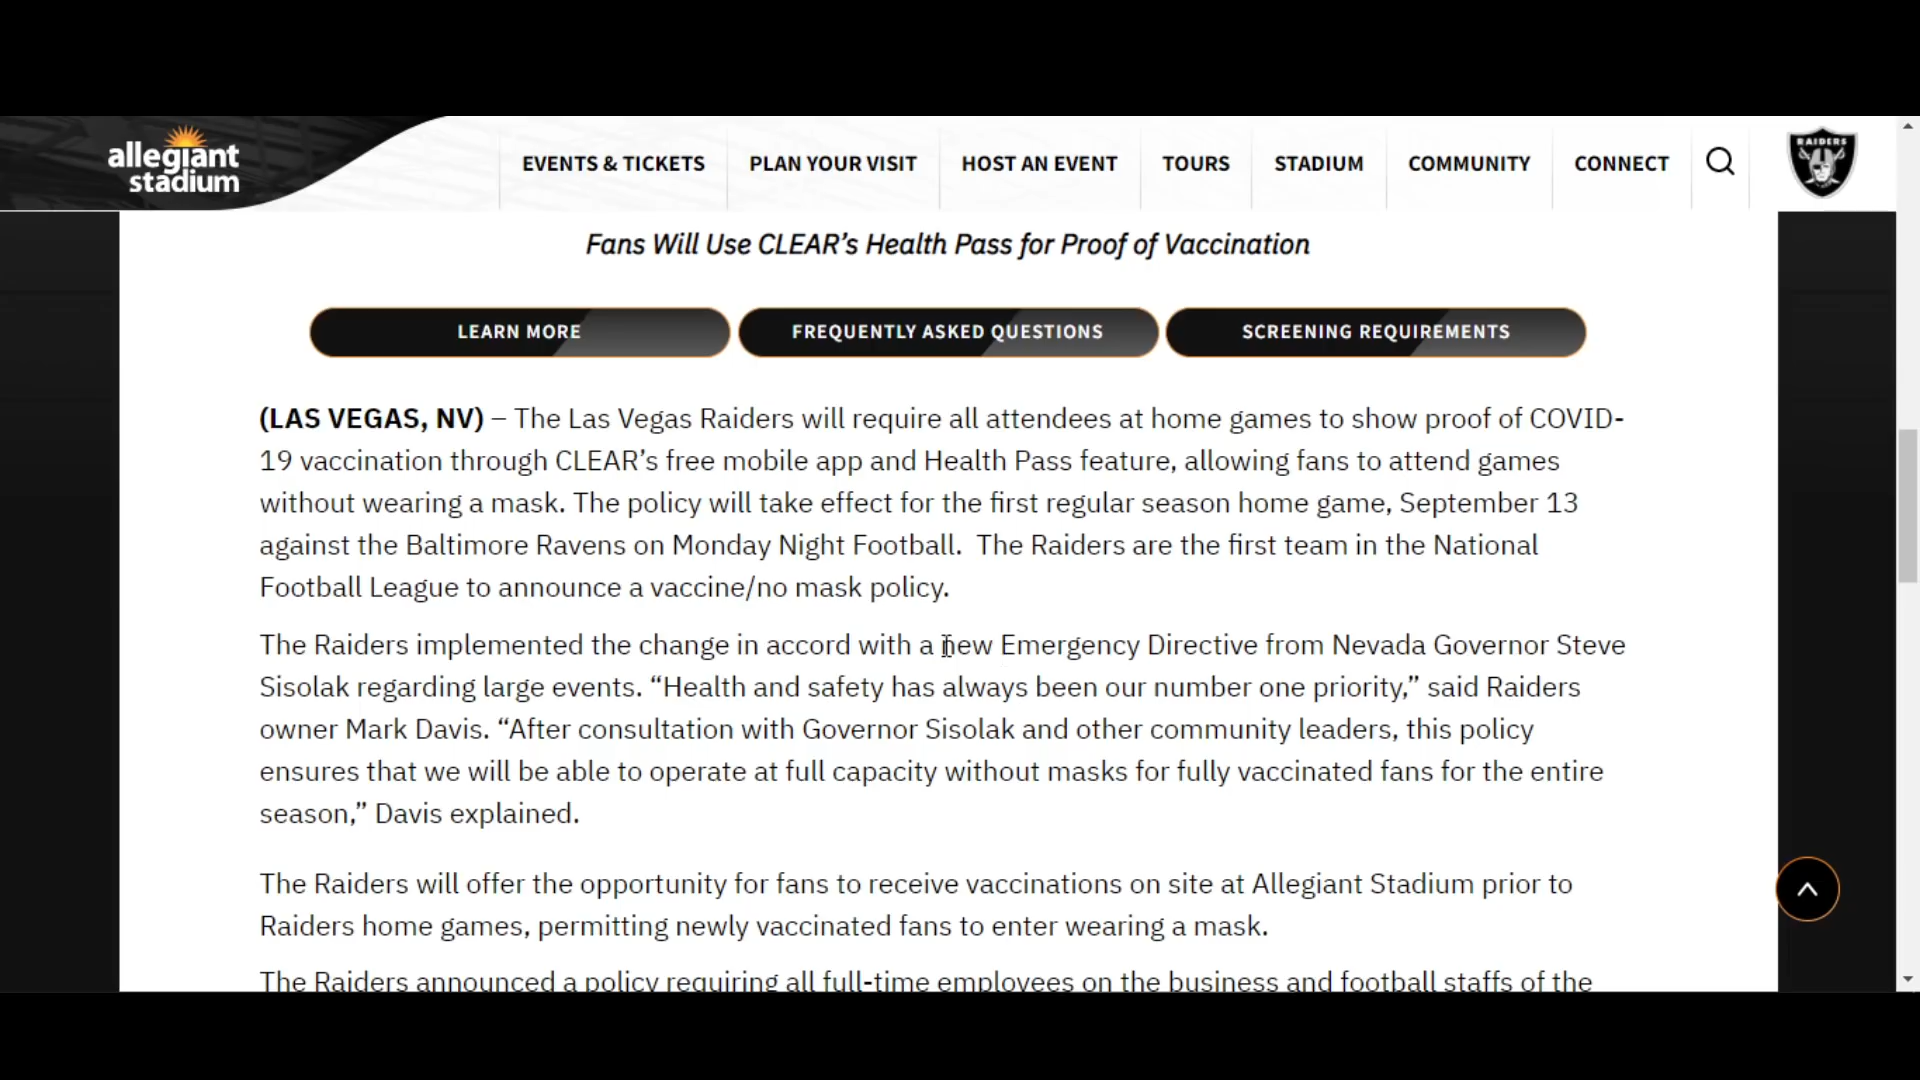 allegiant
stadium
EVENTS & TICKETS
PLAN YOUR VISIT
HOST AN EVENT
TOURS
STADIUM
COMMUNITY
CONNECT
RAIDERS
Fans Will Use CLEAR’s Health Pass for Proof of Vaccination
LEARN MORE
FREQUENTLY ASKED QUESTIONS
SCREENING REQUIREMENTS
(LAS VEGAS, NV) – The Las Vegas Raiders will require all attendees at home games to show proof of COVID-
19 vaccination through CLEAR’s free mobile app and Health Pass feature, allowing fans to attend games
without wearing a mask. The policy will take effect for the first regular season home game, September 13
against the Baltimore Ravens on Monday Night Football.  The Raiders are the first team in the National
Football League to announce a vaccine/no mask policy.
The Raiders implemented the change in accord with a new Emergency Directive from Nevada Governor Steve
Sisolak regarding large events. “Health and safety has always been our number one priority,” said Raiders
owner Mark Davis. “After consultation with Governor Sisolak and other community leaders, this policy
ensures that we will be able to operate at full capacity without masks for fully vaccinated fans for the entire
season,” Davis explained.
The Raiders will offer the opportunity for fans to receive vaccinations on site at Allegiant Stadium prior to
Raiders home games, permitting newly vaccinated fans to enter wearing a mask.
The Raiders announced a policy requiring all full-time employees on the business and football staffs of the